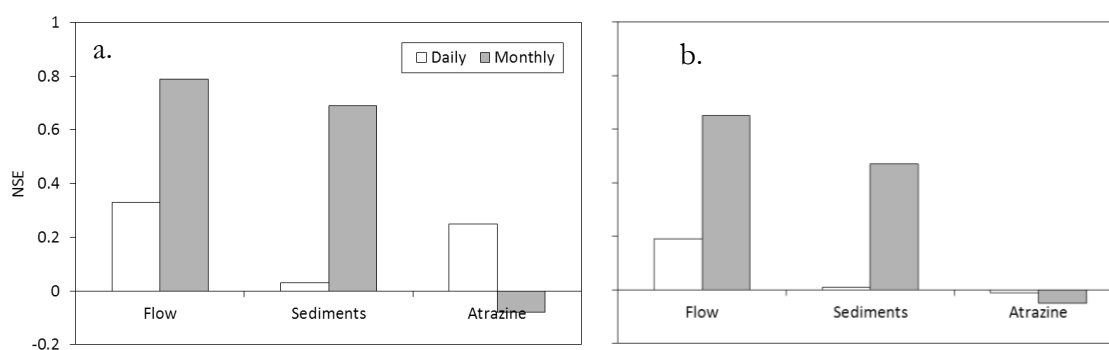 1
a.
Daily Monthly
b.
0.8
0.6
NSE
0.4
0.2
0
Flow Sediments Atrazine
Flow Sediments Atrazine
-0.2